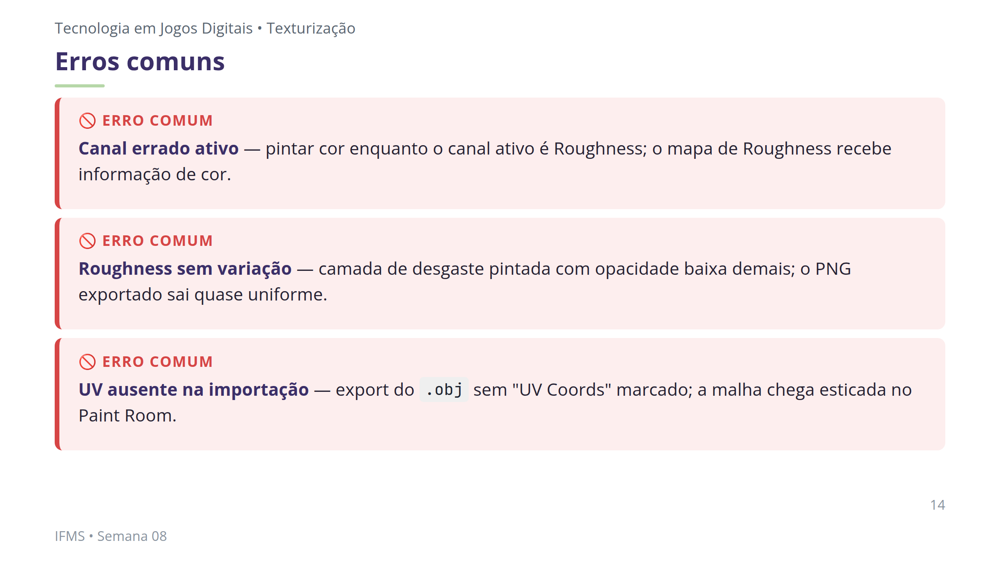 Tecnologia em Jogos Digitais • Texturização
Erros comuns
🚫 ERRO COMUM
Canal errado ativo — pintar cor enquanto o canal ativo é Roughness; o mapa de Roughness recebe
informação de cor.
🚫 ERRO COMUM
Roughness sem variação — camada de desgaste pintada com opacidade baixa demais; o PNG
exportado sai quase uniforme.
🚫 ERRO COMUM
UV ausente na importação — export do .obj sem "UV Coords" marcado; a malha chega esticada no
Paint Room.
14
IFMS • Semana 08